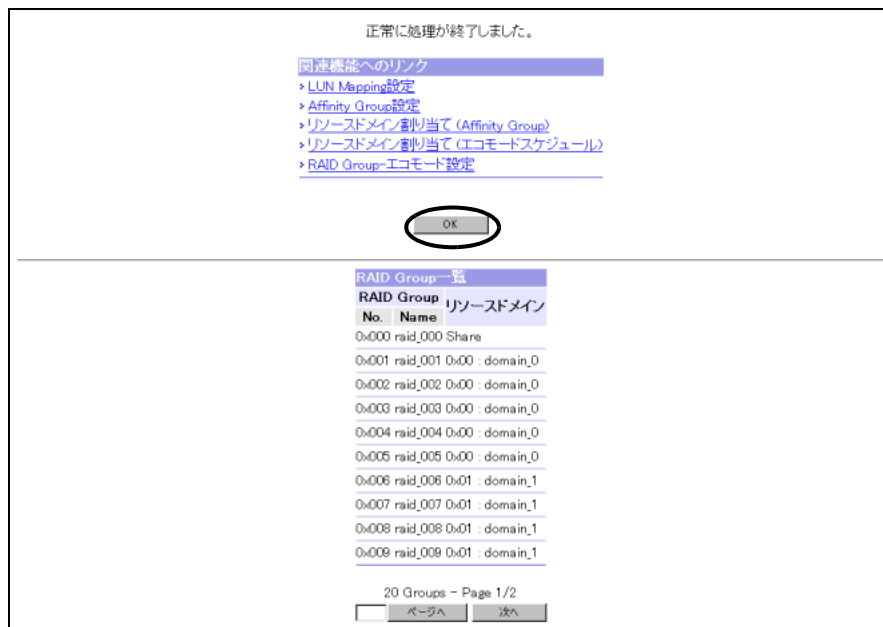 正常に処理が終了しました。
関連機能へのリンク
LUN Mapping設定
Affinity Group設定
リソースドメイン割り当て (Affinity Group)
リソースドメイン割り当て (エコモードスケジュール)
RAID Group-エコモード設定
OK
RAID Group一覧
RAID Group リソースドメイン
No. Name
0x000 raid_000 Share
0x001 raid_001 0x00 : domain_0
0x002 raid_002 0x00 : domain_0
0x003 raid_003 0x00 : domain_0
0x004 raid_004 0x00 : domain_0
0x005 raid_005 0x00 : domain_0
0x006 raid_006 0x01 : domain_1
0x007 raid_007 0x01 : domain_1
0x008 raid_008 0x01 : domain_1
0x009 raid_009 0x01 : domain_1
20 Groups - Page 1/2
ページへ 次へ